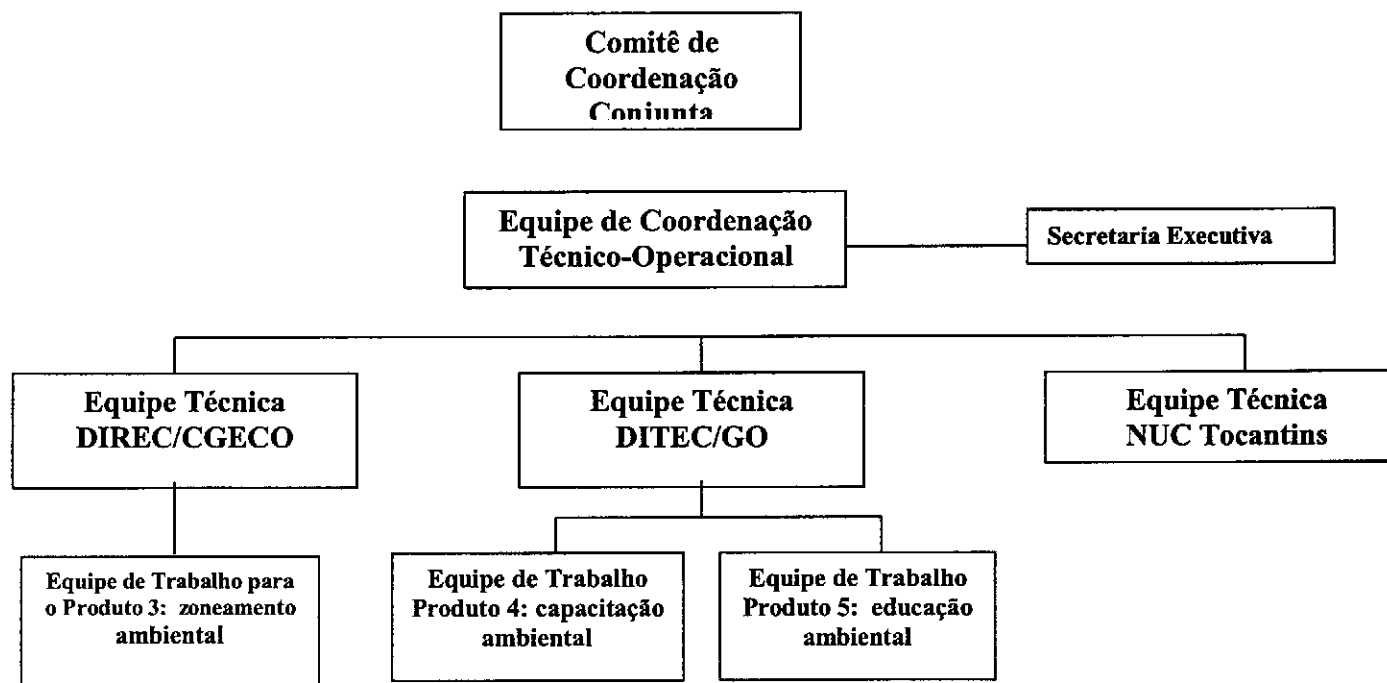 Comitê de
Coordenação
Conjunta
Equipe de Coordenação
Técnico-Operacional
Secretaria Executiva
Equipe Técnica
DIREC/CGECO
Equipe Técnica
DITEC/GO
Equipe Técnica
NUC Tocantins
Equipe de Trabalho para
o Produto 3: zoneamento
ambiental
Equipe de Trabalho
Produto 4: capacitação
ambiental
Equipe de Trabalho
Produto 5: educação
ambiental